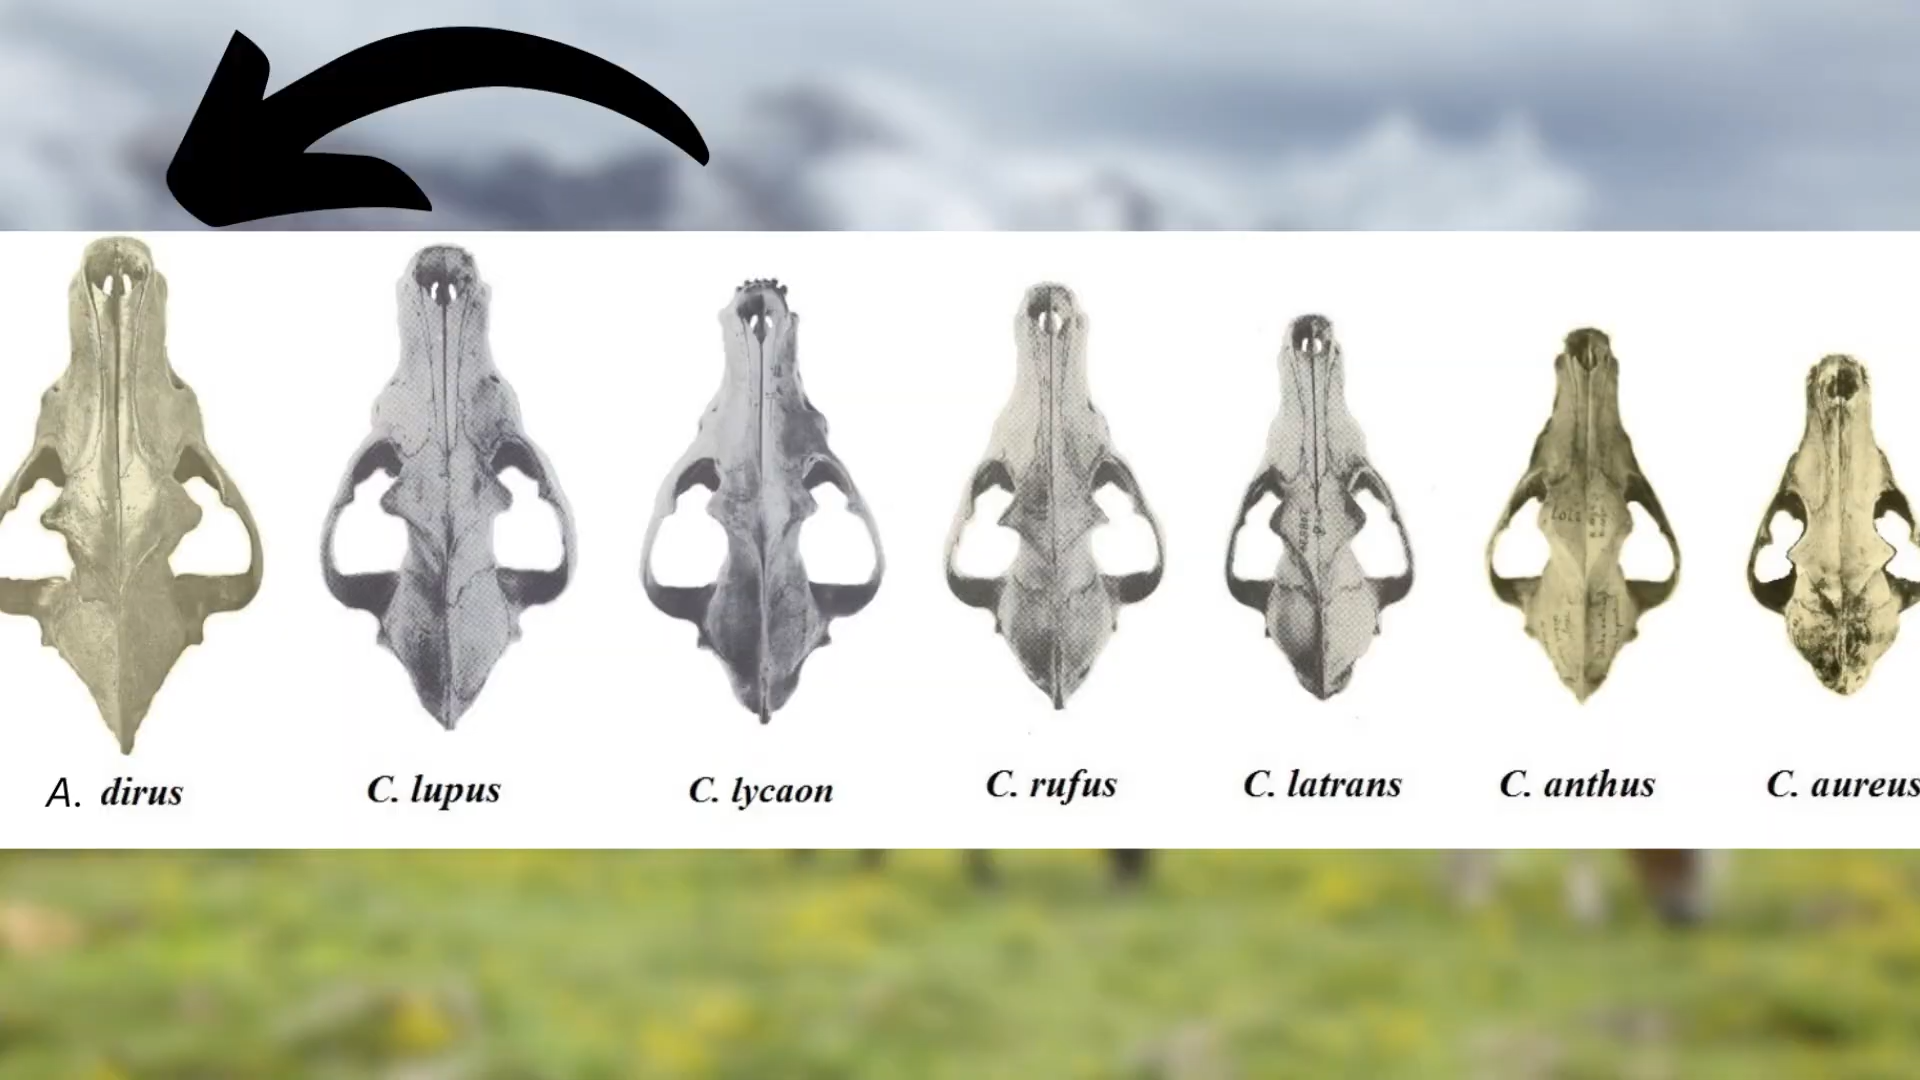 A. dirus
C. lupus
C. lycaon
C. rufus
C. latrans
C. anthus
C. aureus